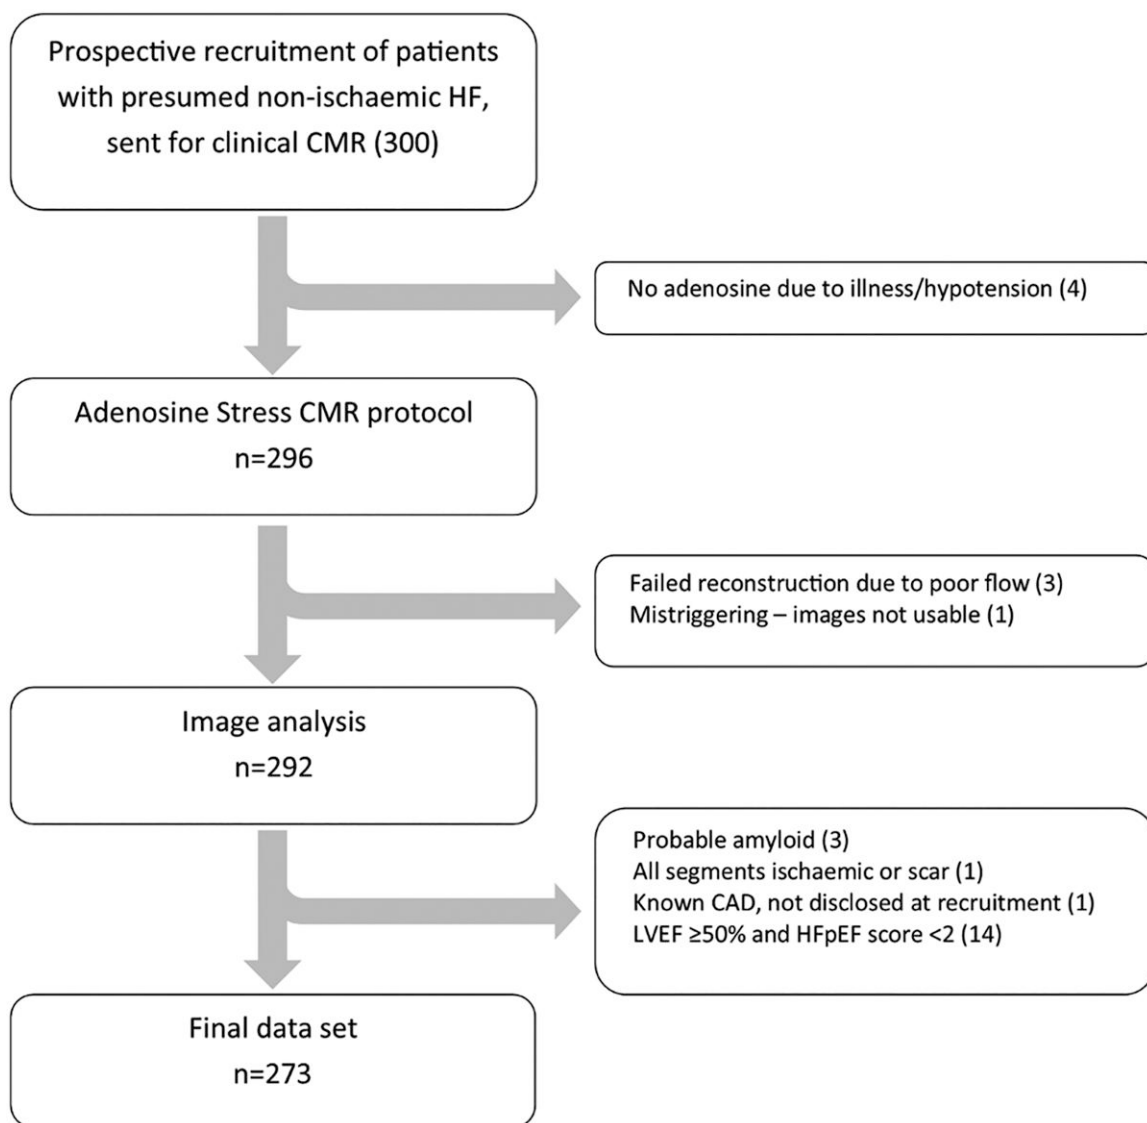 Prospective recruitment of patients
with presumed non-ischaemic HF,
sent for clinical CMR (300)
No adenosine due to illness/hypotension (4)
Adenosine Stress CMR protocol
n=296
Failed reconstruction due to poor flow (3)
Mistriggering – images not usable (1)
Image analysis
n=292
Probable amyloid (3)
All segments ischaemic or scar (1)
Known CAD, not disclosed at recruitment (1)
LVEF ≥50% and HFpEF score <2 (14)
Final data set
n=273